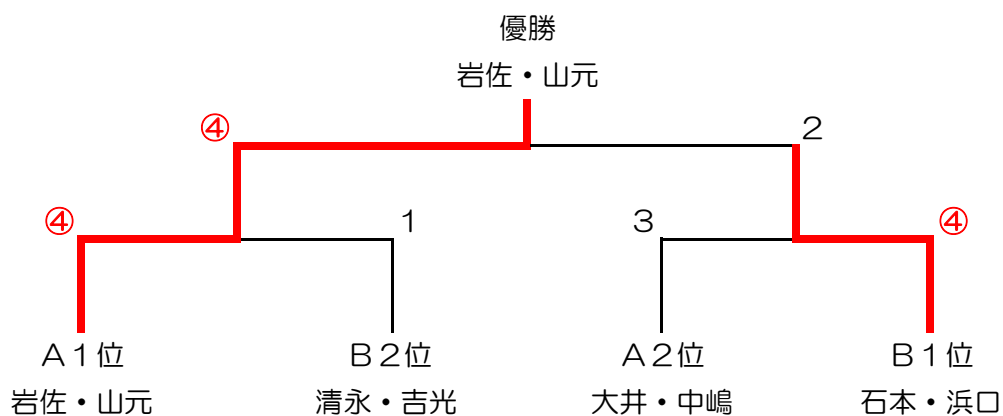 優勝
岩佐・山元
④ 2
④ 1 3 ④
A1位 B2位 A2位 B1位
岩佐・山元 清永・吉光 大井・中嶋 石本・浜口